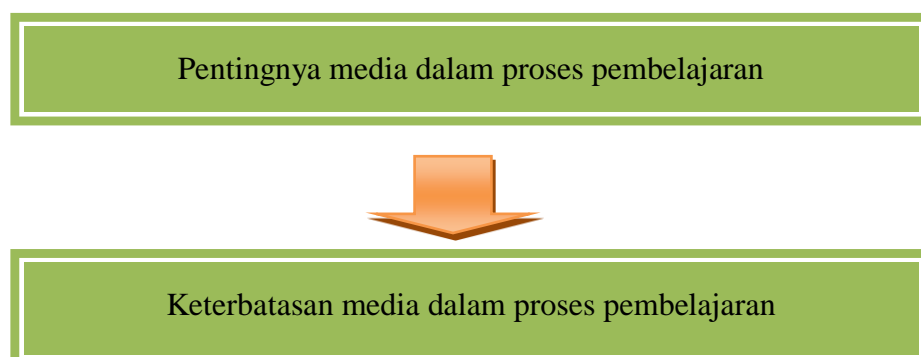 Pentingnya media dalam proses pembelajaran
Keterbatasan media dalam proses pembelajaran